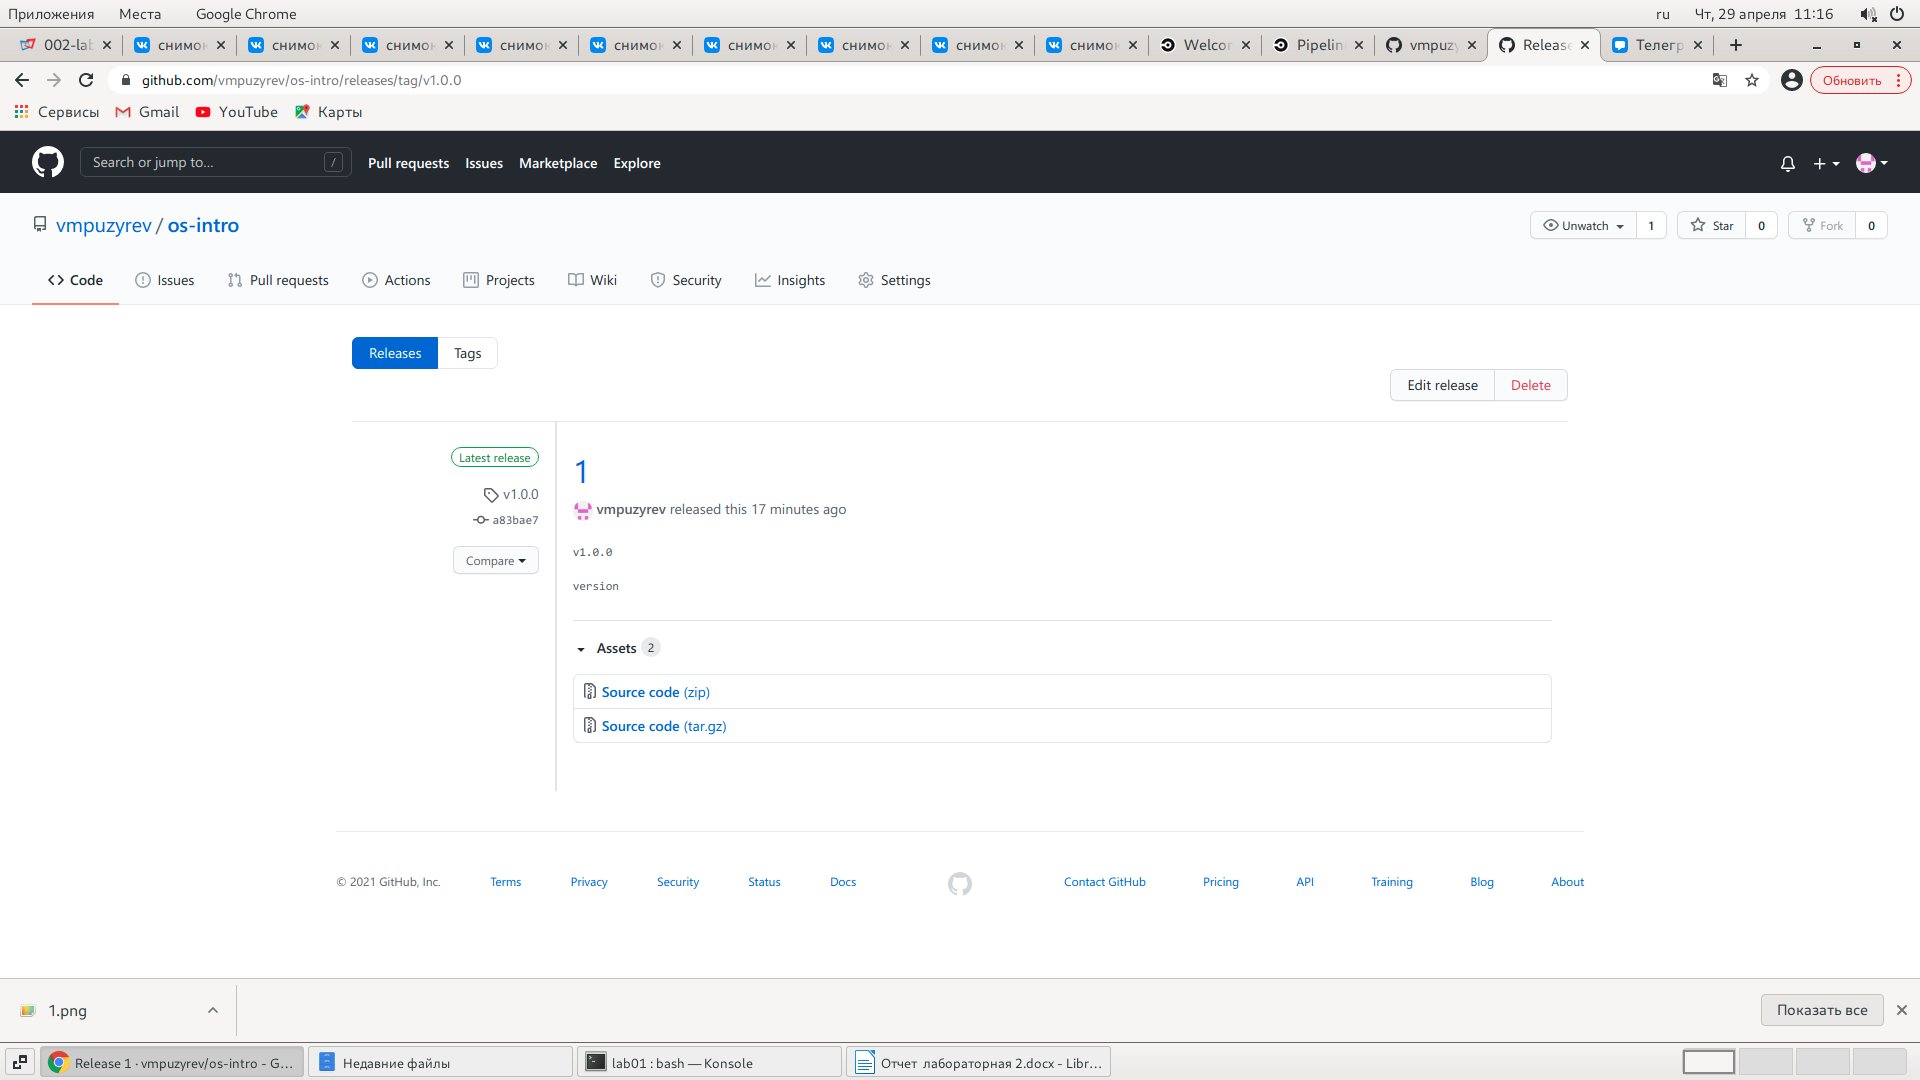 Приложения Места Google Chrome ru Чт, 29 апреля 11:16
002-lab снимок снимок снимок снимок снимок снимок снимок снимок снимок Welcom Pipelin vmpuzy Release Телегр
github.com/vmpuzyrev/os-intro/releases/tag/v1.0.0 Обновить
Сервисы Gmail YouTube Карты
Search or jump to... / Pull requests Issues Marketplace Explore
vmpuzyrev / os-intro Unwatch 1 Star 0 Fork 0
Code Issues Pull requests Actions Projects Wiki Security Insights Settings
Releases Tags
Edit release Delete
Latest release
1
v1.0.0
vmpuzyrev released this 17 minutes ago
a83bae7
v1.0.0
Compare
version
Assets 2
Source code (zip)
Source code (tar.gz)
© 2021 GitHub, Inc. Terms Privacy Security Status Docs Contact GitHub Pricing API Training Blog About
1.png Показать все
Release 1 · vmpuzyrev/os-intro - G... Недавние файлы lab01 : bash — Konsole Отчет лабораторная 2.docx - Libr...